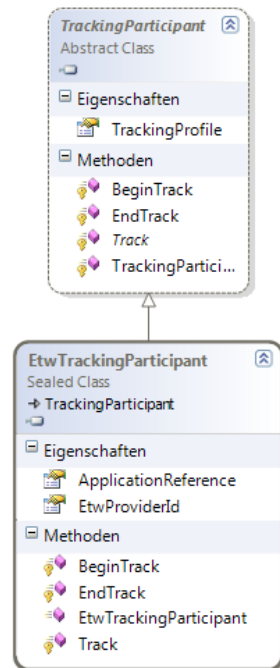 TrackingParticipant
Abstract Class
Eigenschaften
TrackingProfile
Methoden
BeginTrack
EndTrack
Track
TrackingPartici...
EtwTrackingParticipant
Sealed Class
TrackingParticipant
Eigenschaften
ApplicationReference
EtwProviderId
Methoden
BeginTrack
EndTrack
EtwTrackingParticipant
Track